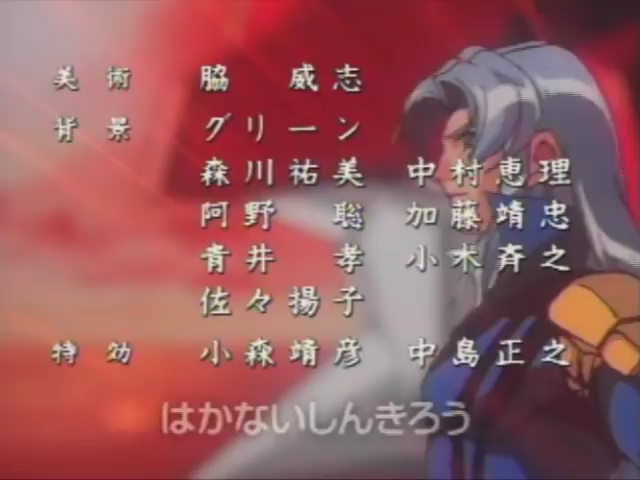 美術 脇 威志
背景 グリーン
森川祐美 中村恵理
阿野 聡 加藤靖忠
青井 孝 小木斉之
佐々揚子
特効 小森靖彦 中島正之
はかないしんきろう